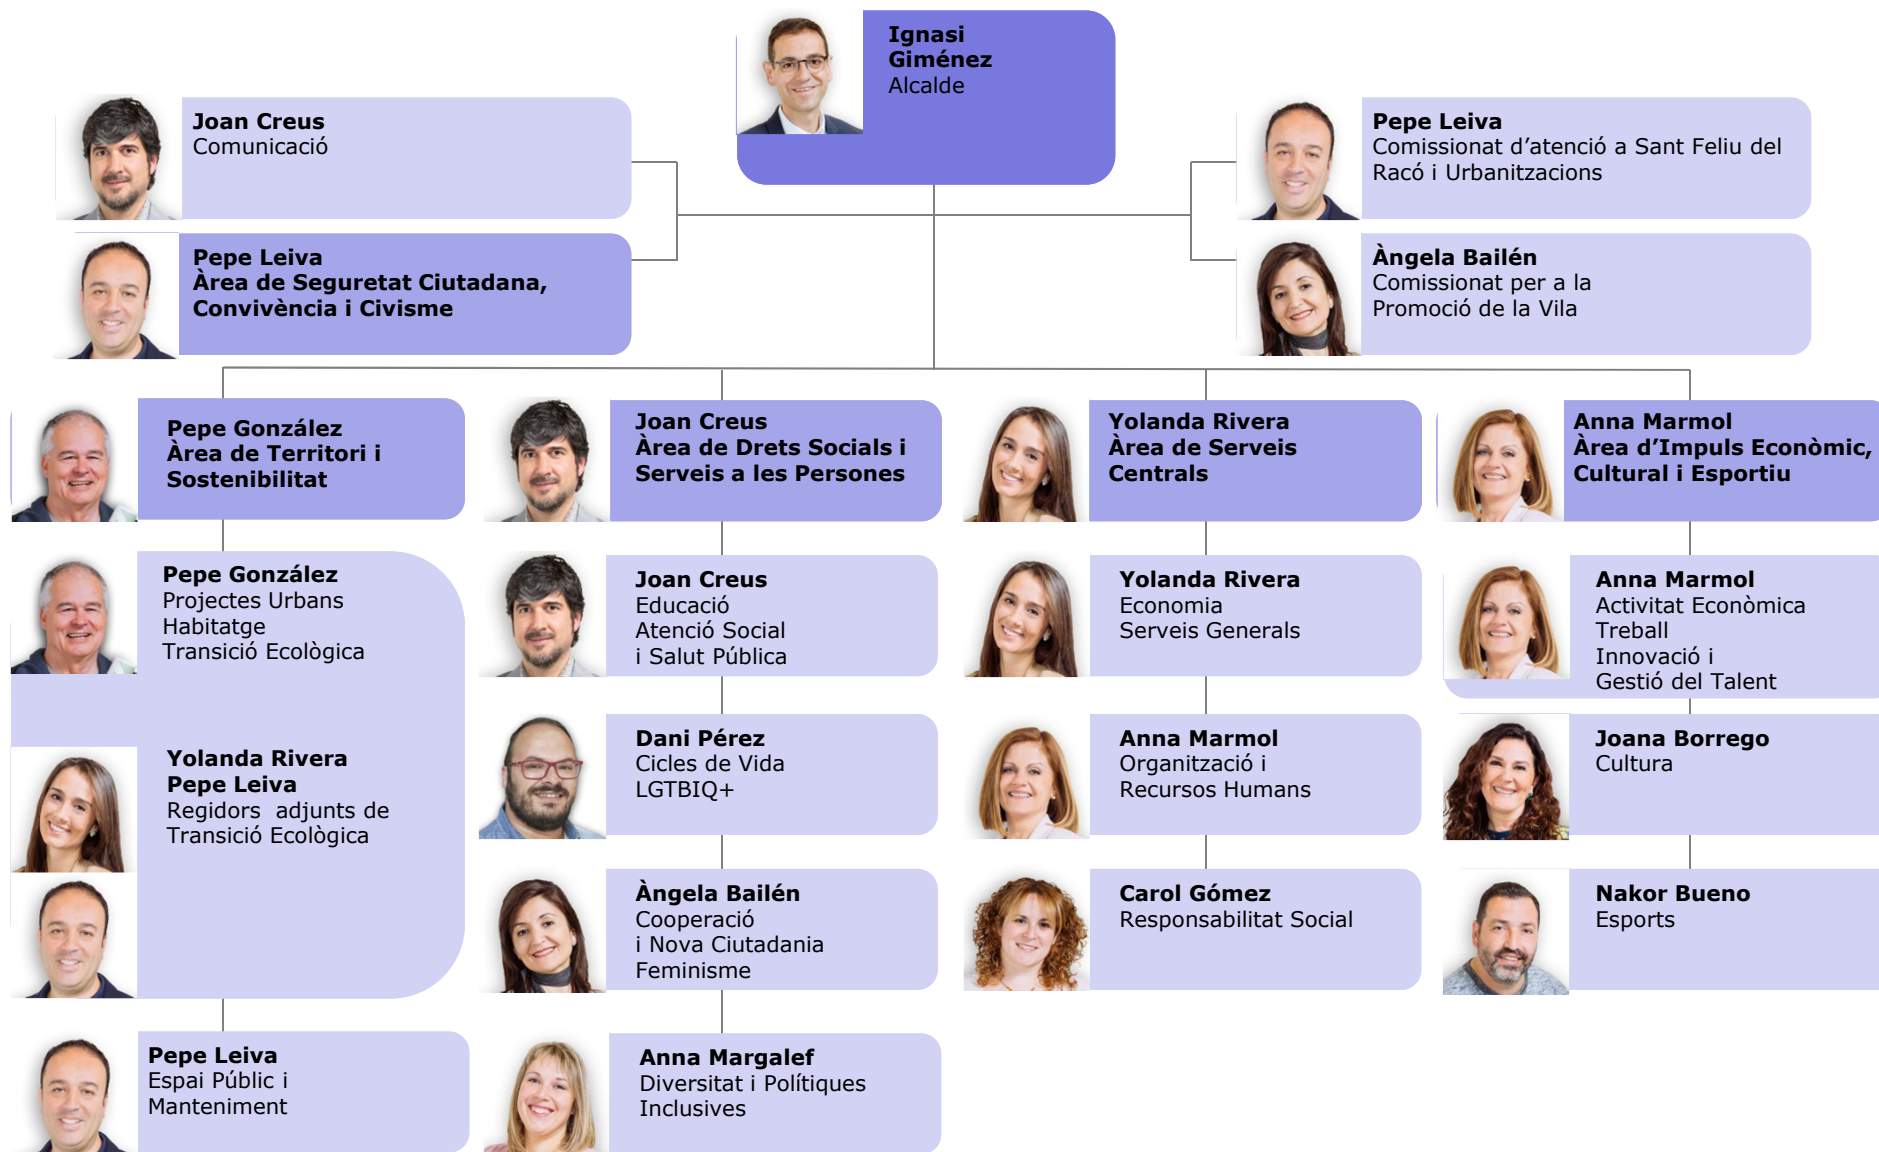 Ignasi
Giménez
Alcalde
Joan Creus
Comunicació
Pepe Leiva
Comissionat d’atenció a Sant Feliu del
Racó i Urbanitzacions
Pepe Leiva
Àrea de Seguretat Ciutadana,
Convivència i Civisme
Àngela Bailén
Comissionat per a la
Promoció de la Vila
Pepe González
Àrea de Territori i
Sostenibilitat
Joan Creus
Àrea de Drets Socials i
Serveis a les Persones
Yolanda Rivera
Àrea de Serveis
Centrals
Anna Marmol
Àrea d’Impuls Econòmic,
Cultural i Esportiu
Pepe González
Projectes Urbans
Habitatge
Transició Ecològica
Yolanda Rivera
Pepe Leiva
Regidors  adjunts de
Transició Ecològica
Pepe Leiva
Espai Públic i
Manteniment
Joan Creus
Educació
Atenció Social
i Salut Pública
Dani Pérez
Cicles de Vida
LGTBIQ+
Àngela Bailén
Cooperació
i Nova Ciutadania
Feminisme
Anna Margalef
Diversitat i Polítiques
Inclusives
Yolanda Rivera
Economia
Serveis Generals
Anna Marmol
Organització i
Recursos Humans
Carol Gómez
Responsabilitat Social
Anna Marmol
Activitat Econòmica
Treball
Innovació i
Gestió del Talent
Joana Borrego
Cultura
Nakor Bueno
Esports